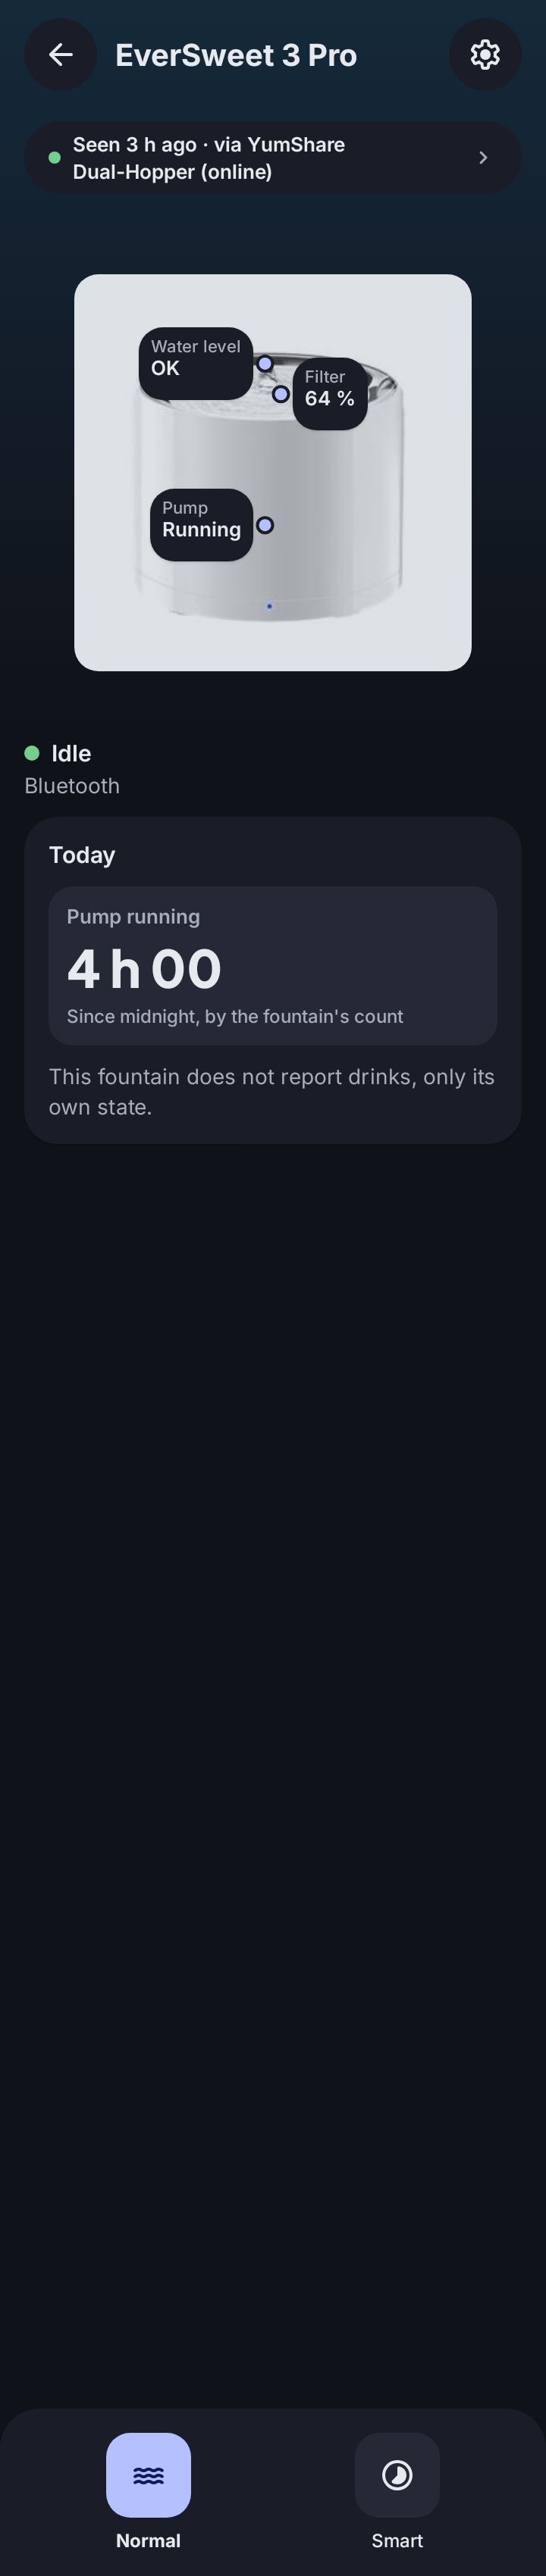 EverSweet 3 Pro
Seen 3 h ago · via YumShare
Dual-Hopper (online)
Water level
OK
Filter
64 %
Pump
Running
Idle
Bluetooth
Today
Pump running
4 h 00
Since midnight, by the fountain's count
This fountain does not report drinks, only its
own state.
Normal
Smart